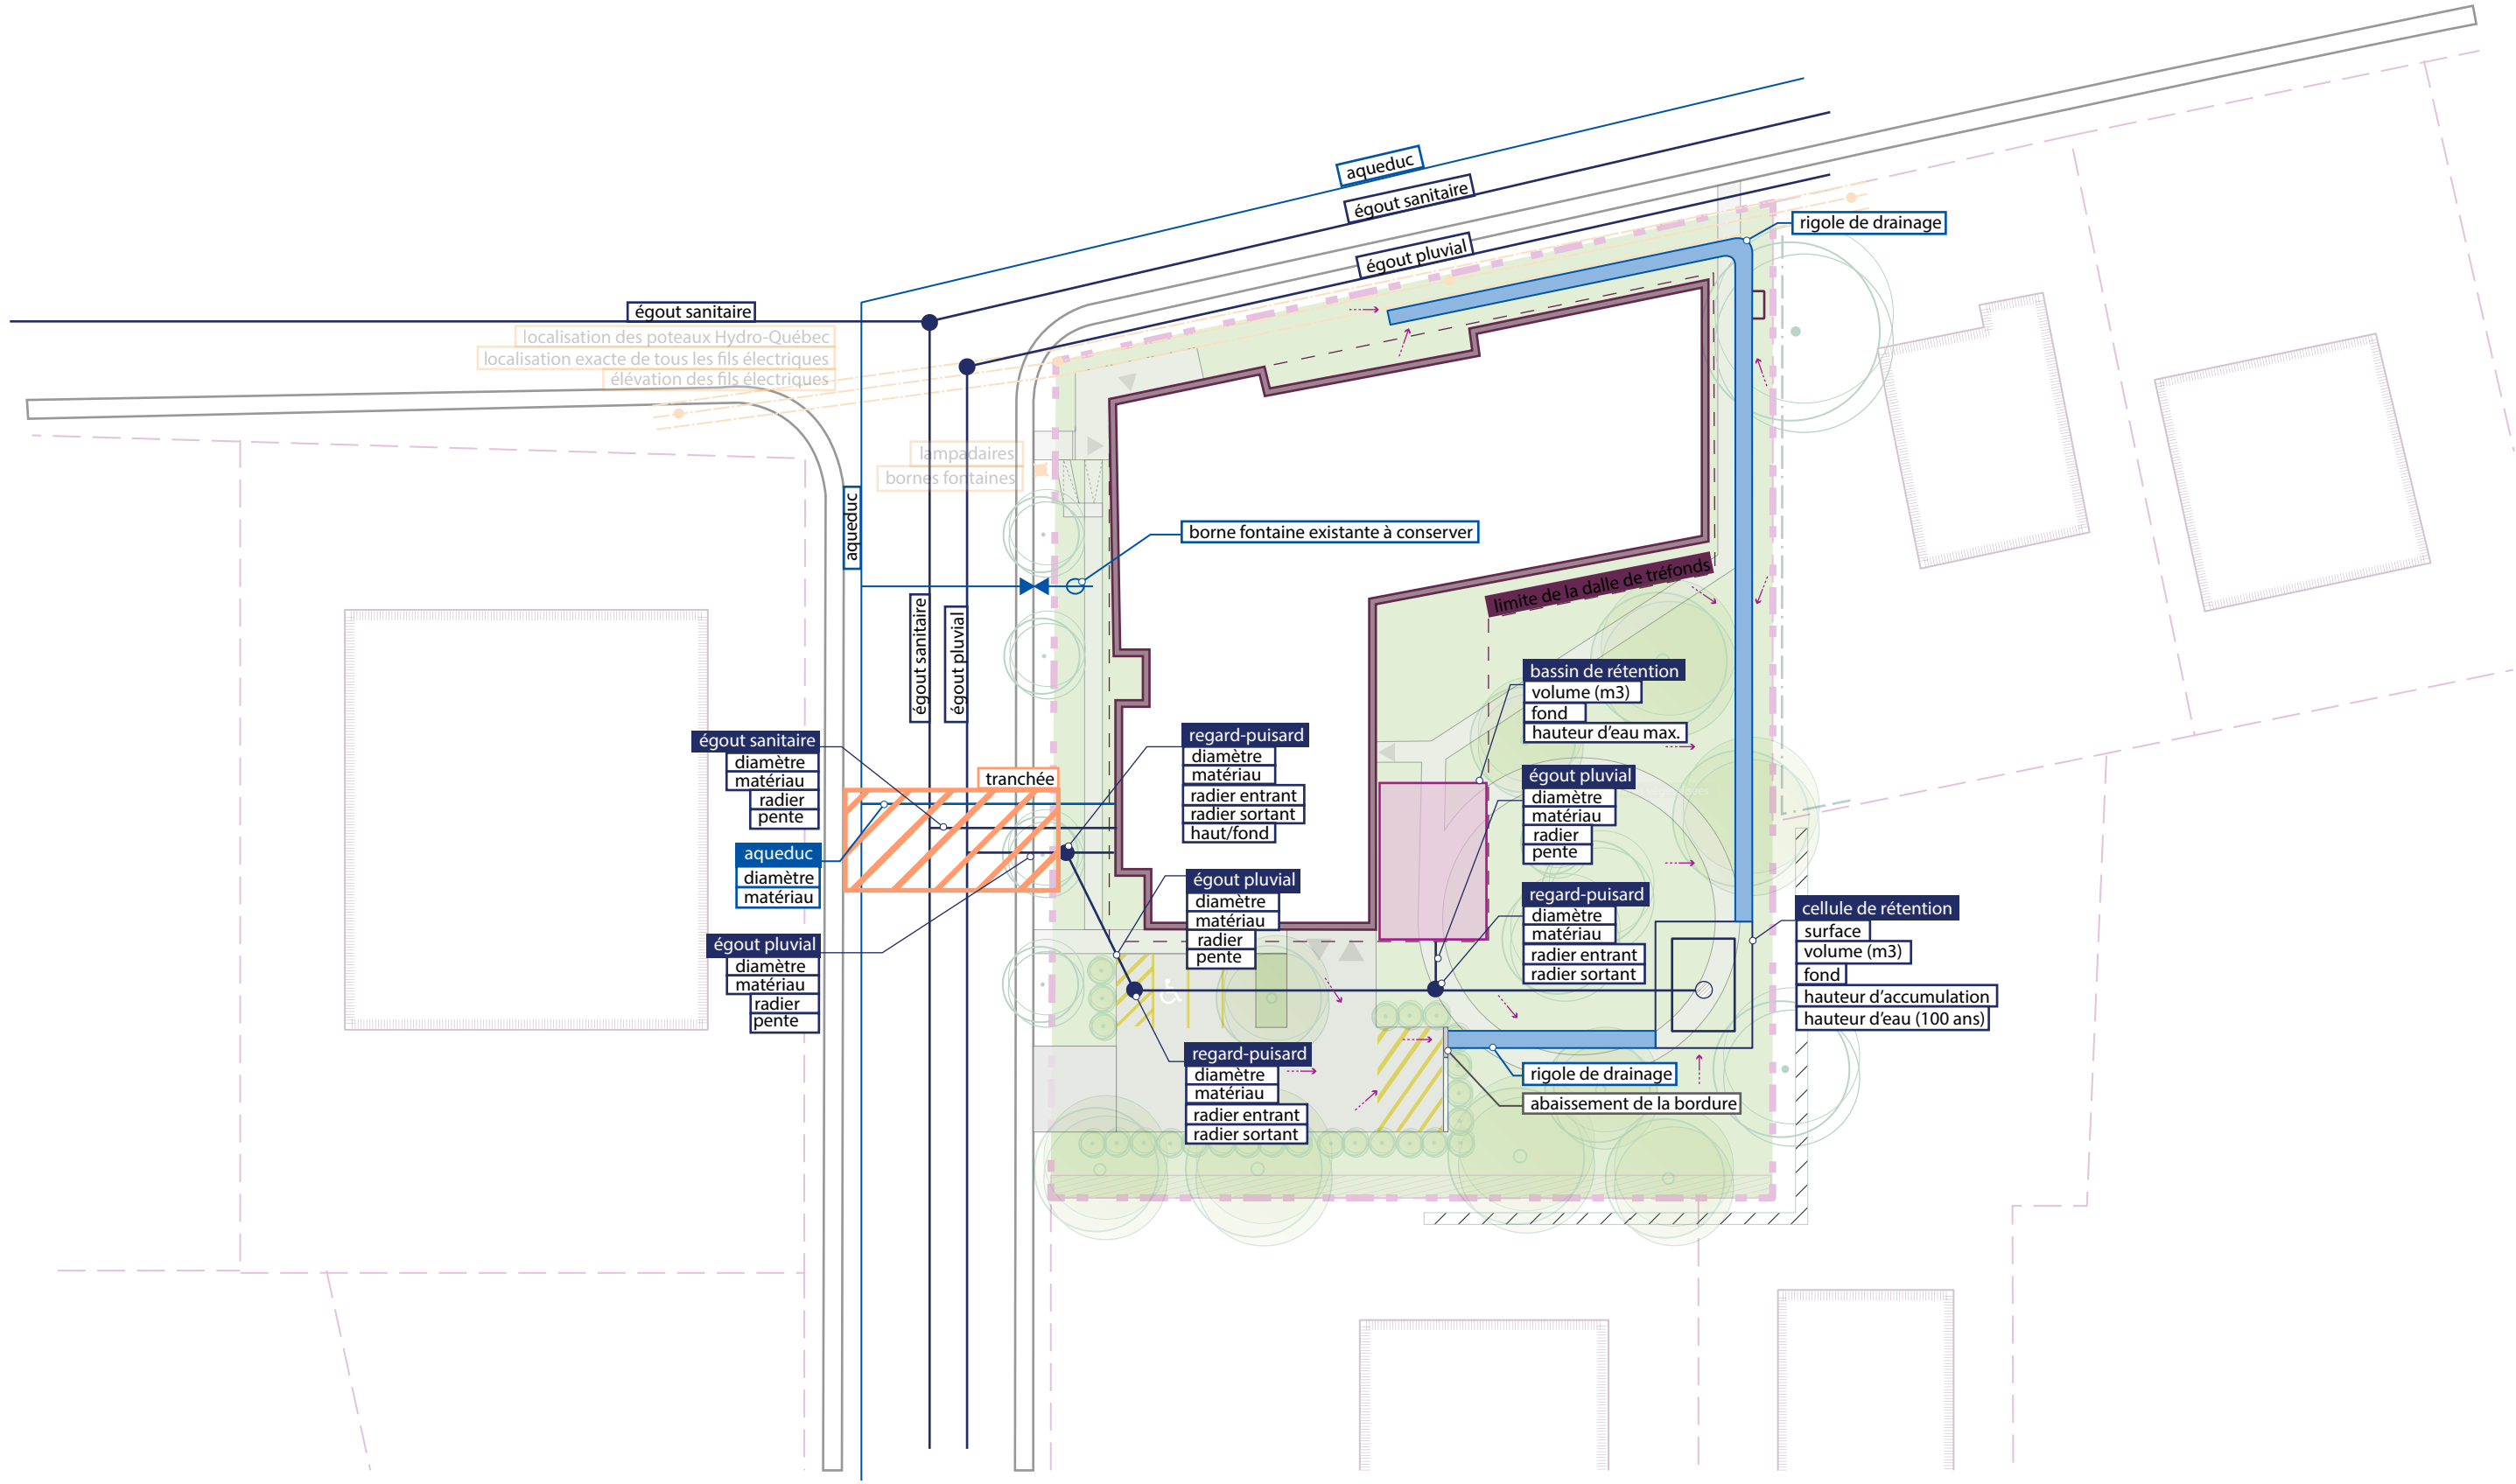 aqueduc
égout sanitaire
rigole de drainage
égout pluvial
égout sanitaire
localisation des poteaux Hydro-Québec
localisation exacte de tous les fils électriques
élévation des fils électriques
lampadaires
bornes fontaines
aqueduc
borne fontaine existante à conserver
limite de la dalle de tréfonds
égout sanitaire
égout pluvial
bassin de rétention
volume (m3)
fond
hauteur d'eau max.
égout sanitaire
diamètre
matériau
radier
pente
regard-puisard
diamètre
matériau
radier entrant
radier sortant
haut/fond
tranchée
égout pluvial
diamètre
matériau
radier
pente
aqueduc
diamètre
matériau
égout pluvial
diamètre
matériau
radier
pente
regard-puisard
diamètre
matériau
radier entrant
radier sortant
cellule de rétention
surface
volume (m3)
fond
hauteur d'accumulation
hauteur d'eau (100 ans)
égout pluvial
diamètre
matériau
radier
pente
regard-puisard
diamètre
matériau
radier entrant
radier sortant
rigole de drainage
abaissement de la bordure